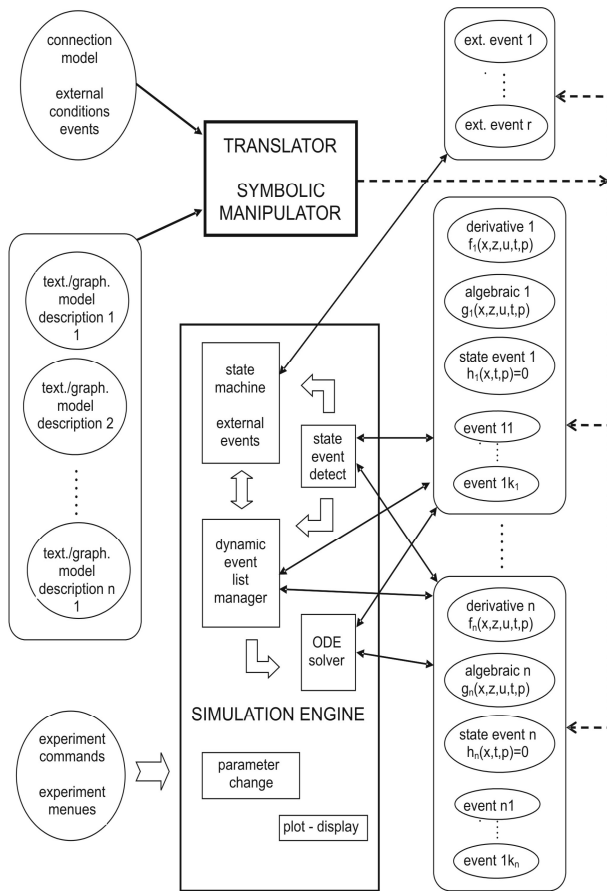 connection
model
external
conditions
events
TRANSLATOR
SYMBOLIC
MANIPULATOR
ext. event 1
ext. event r
text./graph.
model
description 1
1
text./graph.
model
description 2
text./graph.
model
description n
1
experiment
commands
experiment
menues
state
machine
external
events
state
event
detect
dynamic
event
list
manager
ODE
solver
SIMULATION ENGINE
parameter
change
plot - display
derivative 1
f₁(x,z,u,t,p)
algebraic 1
g₁(x,z,u,t,p)
state event 1
h₁(x,t,p)=0
event 11
event 1k₁
derivative n
fₙ(x,z,u,t,p)
algebraic n
gₙ(x,z,u,t,p)
state event n
hₙ(x,t,p)=0
event n1
event 1kₙ